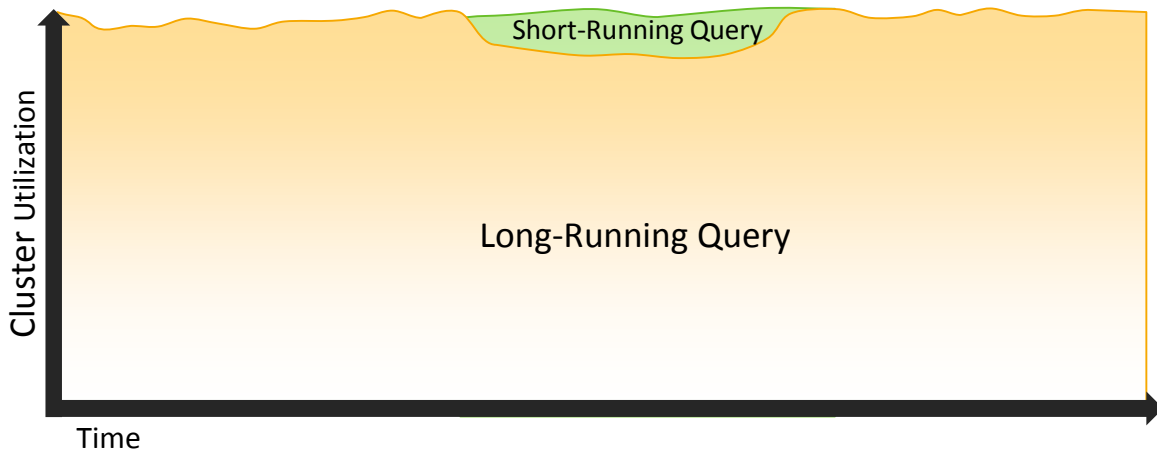 Short-Running Query
Long-Running Query
Cluster Utilization
Time